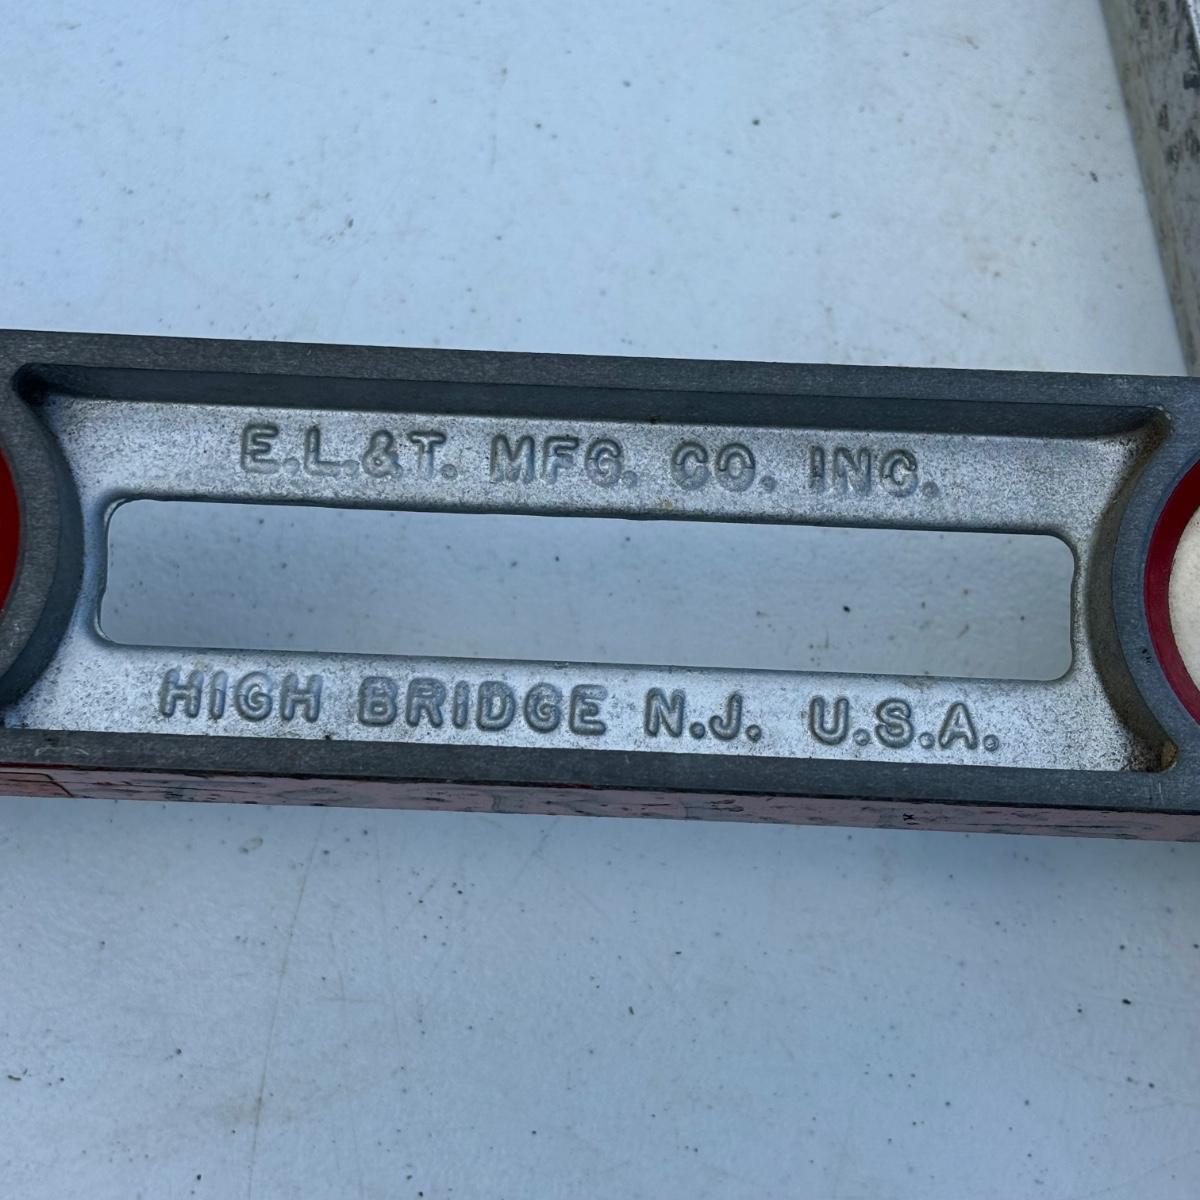 E.L.&T. MFG. CO. INC.
HIGH BRIDGE N.J. U.S.A.